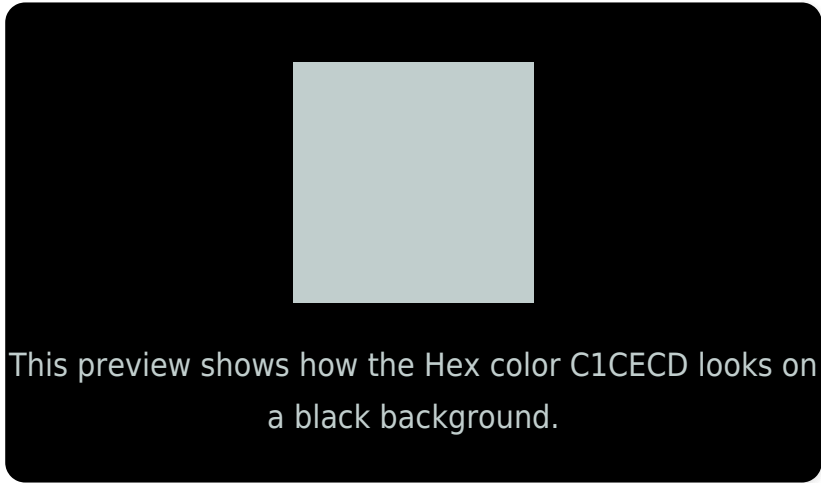 This preview shows how the Hex color C1CECD looks on
a black background.